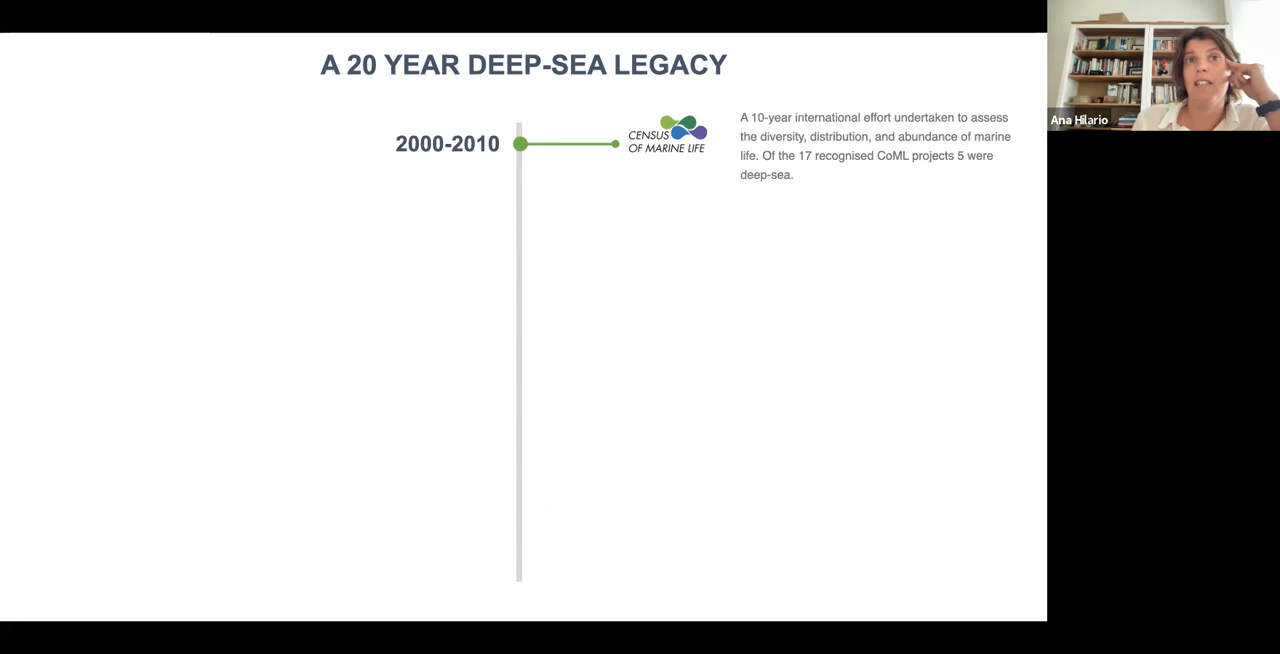 A 20 YEAR DEEP-SEA LEGACY
2000-2010
CENSUS
OF MARINE LIFE
A 10-year international effort undertaken to assess
the diversity, distribution, and abundance of marine
life. Of the 17 recognised CoML projects 5 were
deep-sea.
Ana Hilario